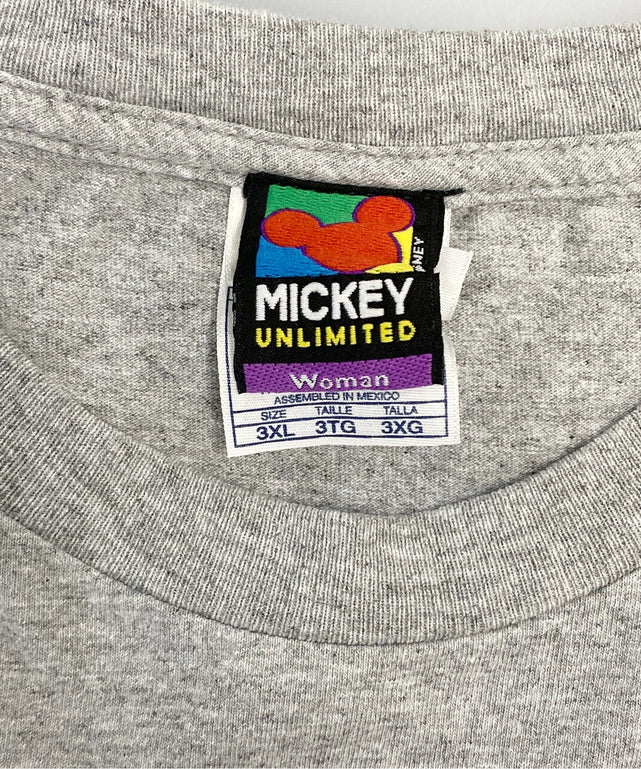 MICKEY
UNLIMITED
Woman
ASSEMBLED IN MEXICO
SIZE TAILLE TALLA
3XL 3TG 3XG